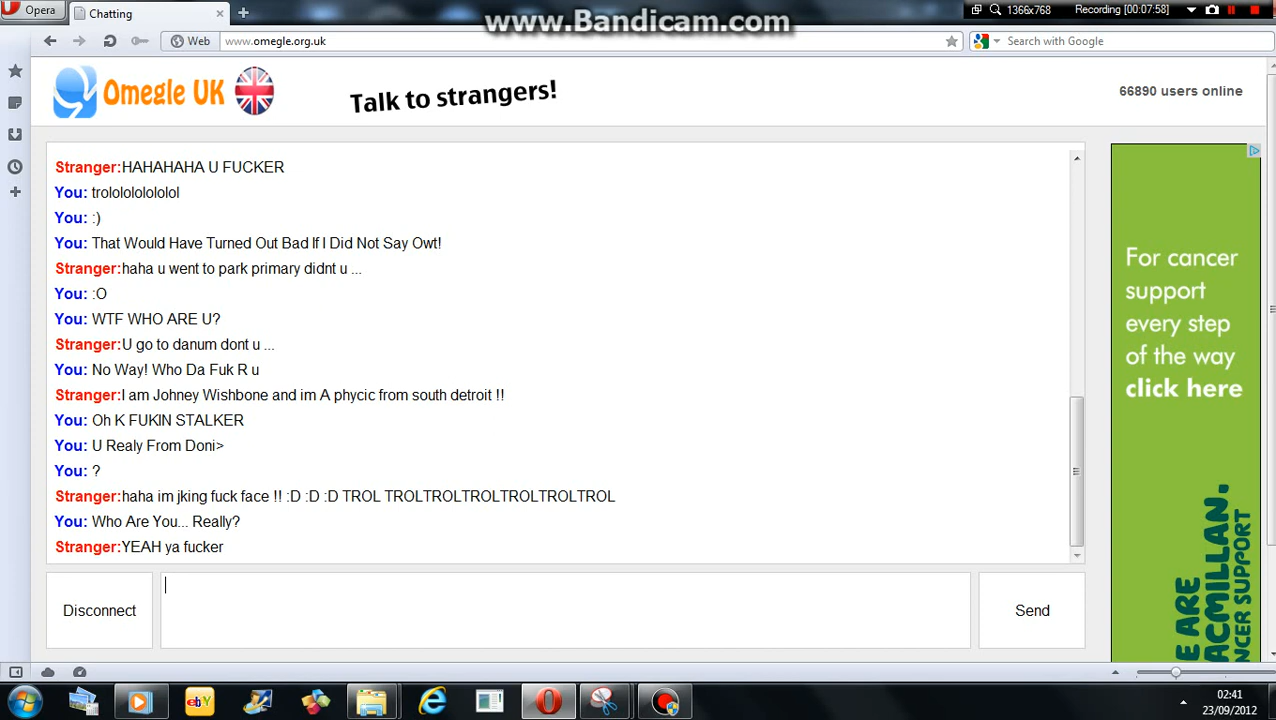 Opera
Chatting
www.Bandicam.com
1366x768
Recording [00:07:58]
Web
www.omegle.org.uk
Search with Google
Omegle UK
Talk to strangers!
66890 users online
Stranger:HAHAHAHA U FUCKER
You: trolololololol
You: :)
You: That Would Have Turned Out Bad If I Did Not Say Owt!
Stranger:haha u went to park primary didnt u ...
You: :O
You: WTF WHO ARE U?
Stranger:U go to danum dont u ...
You: No Way! Who Da Fuk R u
Stranger:I am Johney Wishbone and im A phycic from south detroit !!
You: Oh K FUKIN STALKER
You: U Realy From Doni>
You: ?
Stranger:haha im jking fuck face !! :D :D :D TROL TROLTROLTROLTROLTROLTROL
You: Who Are You... Really?
Stranger:YEAH ya fucker
Disconnect
Send
For cancer
support
every step
of the way
click here
WE ARE
MACMILLAN.
CANCER SUPPORT
ebY
02:41
23/09/2012